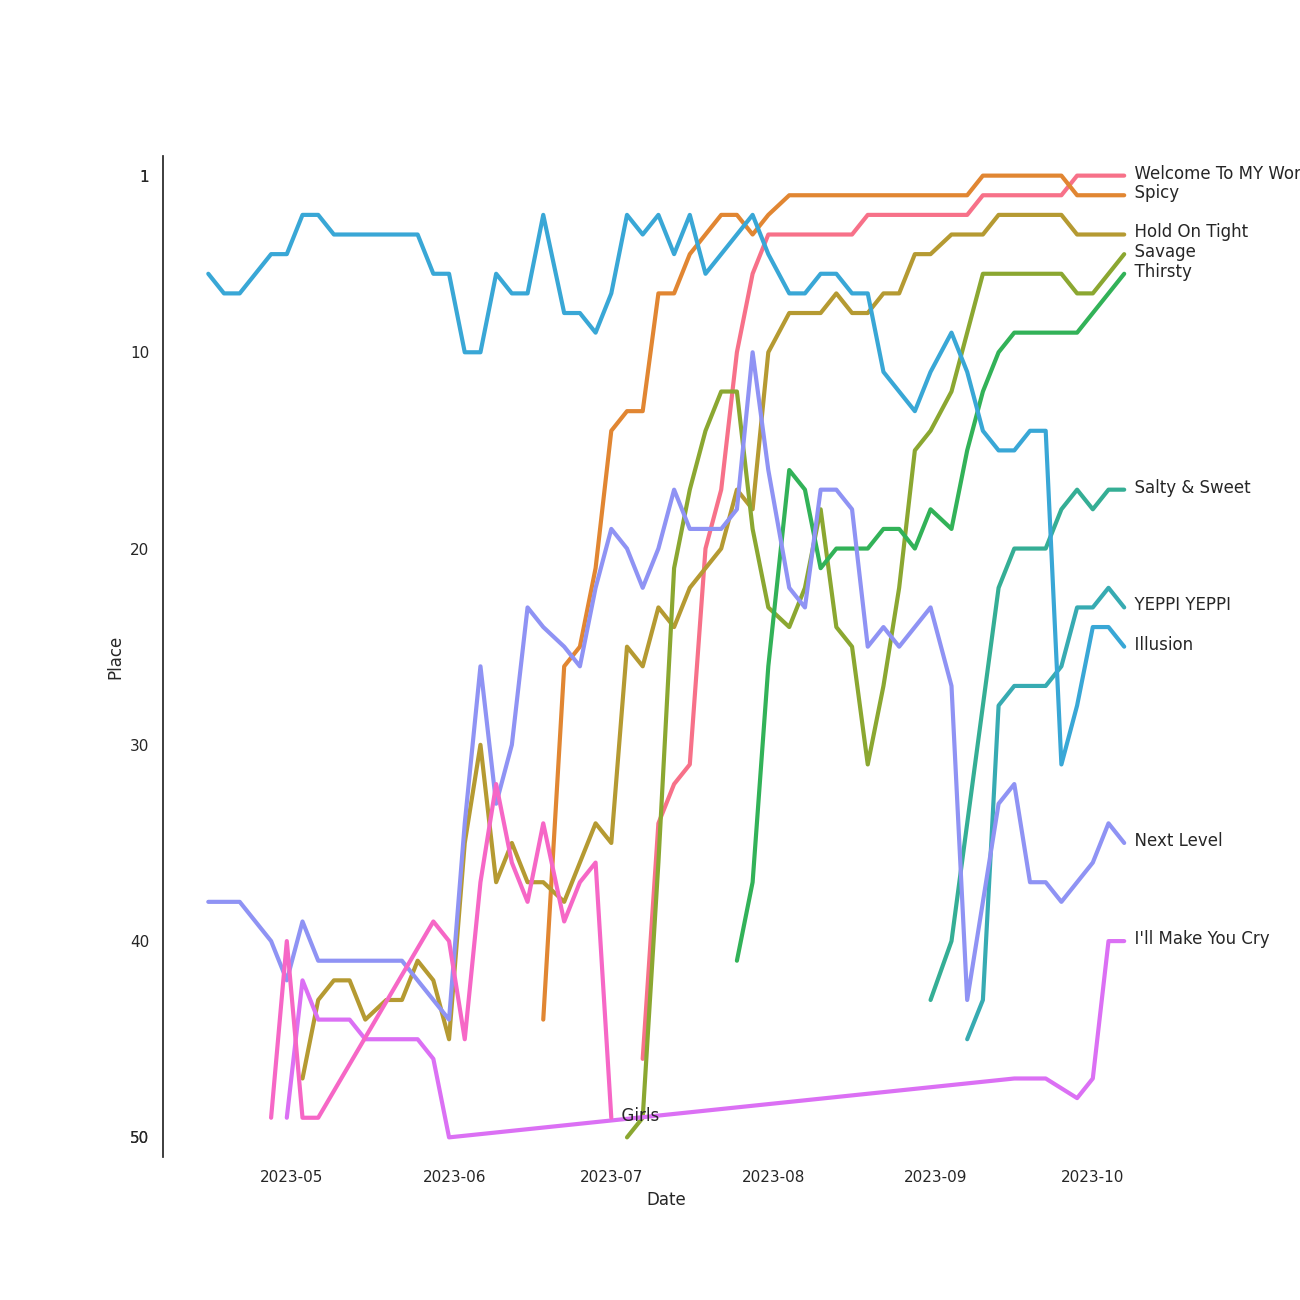 1
10
20
30
40
50
Place
Welcome To MY Wor
Spicy
Hold On Tight
Savage
Thirsty
Salty & Sweet
YEPPI YEPPI
Illusion
Next Level
I'll Make You Cry
Girls
2023-05
2023-06
2023-07
2023-08
2023-09
2023-10
Date